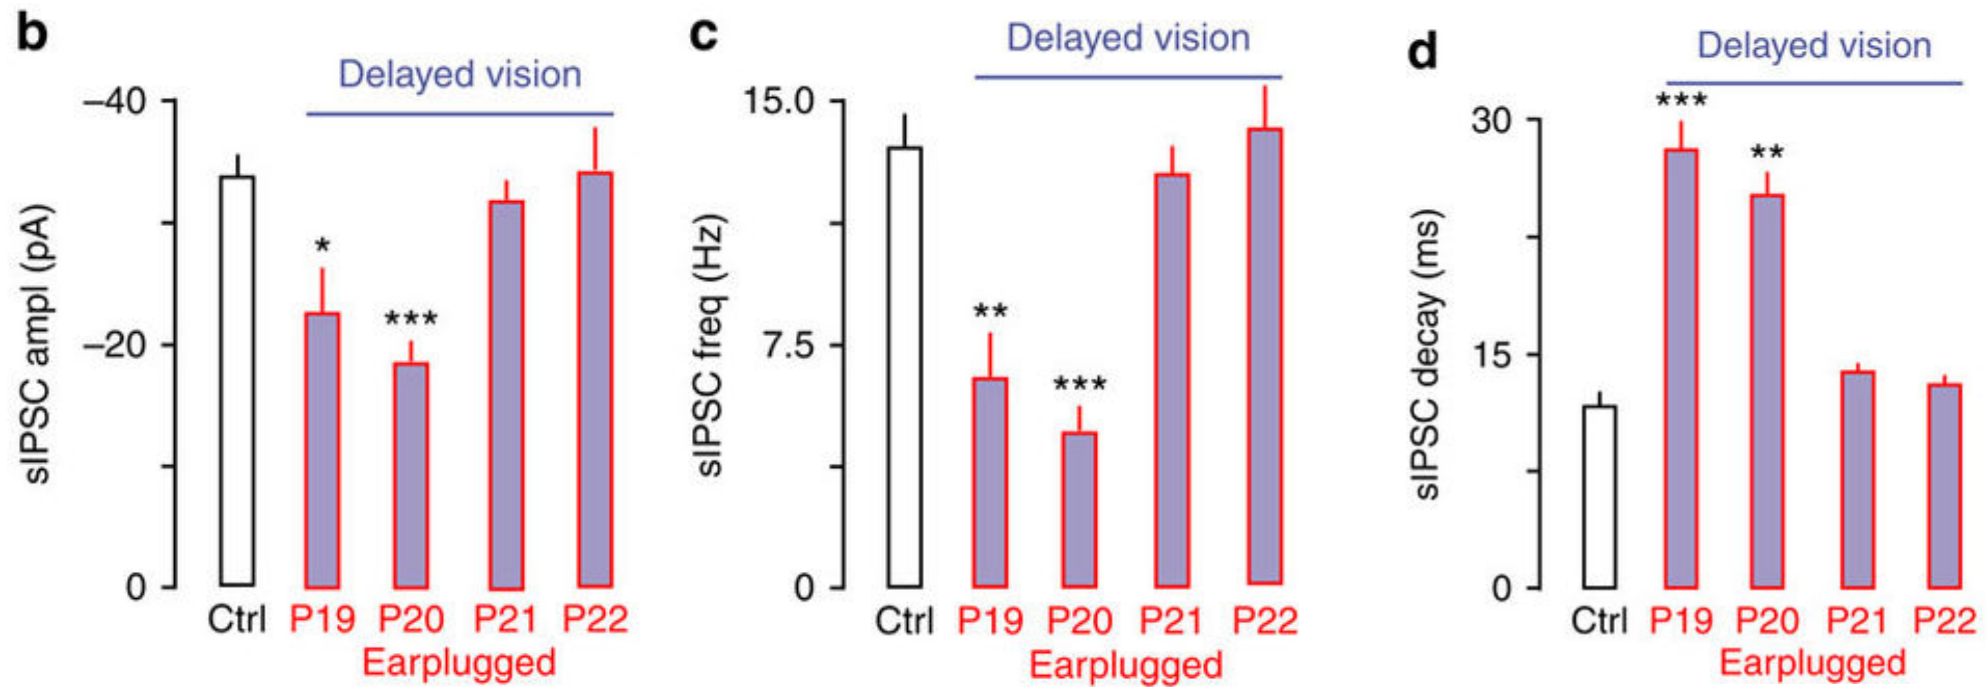 b
Delayed vision
sIPSC ampl (pA)
–40
–20
0
*
***
Ctrl P19 P20 P21 P22
Earplugged
c
Delayed vision
sIPSC freq (Hz)
15.0
7.5
0
**
***
Ctrl P19 P20 P21 P22
Earplugged
d
Delayed vision
sIPSC decay (ms)
30
15
0
***
**
Ctrl P19 P20 P21 P22
Earplugged